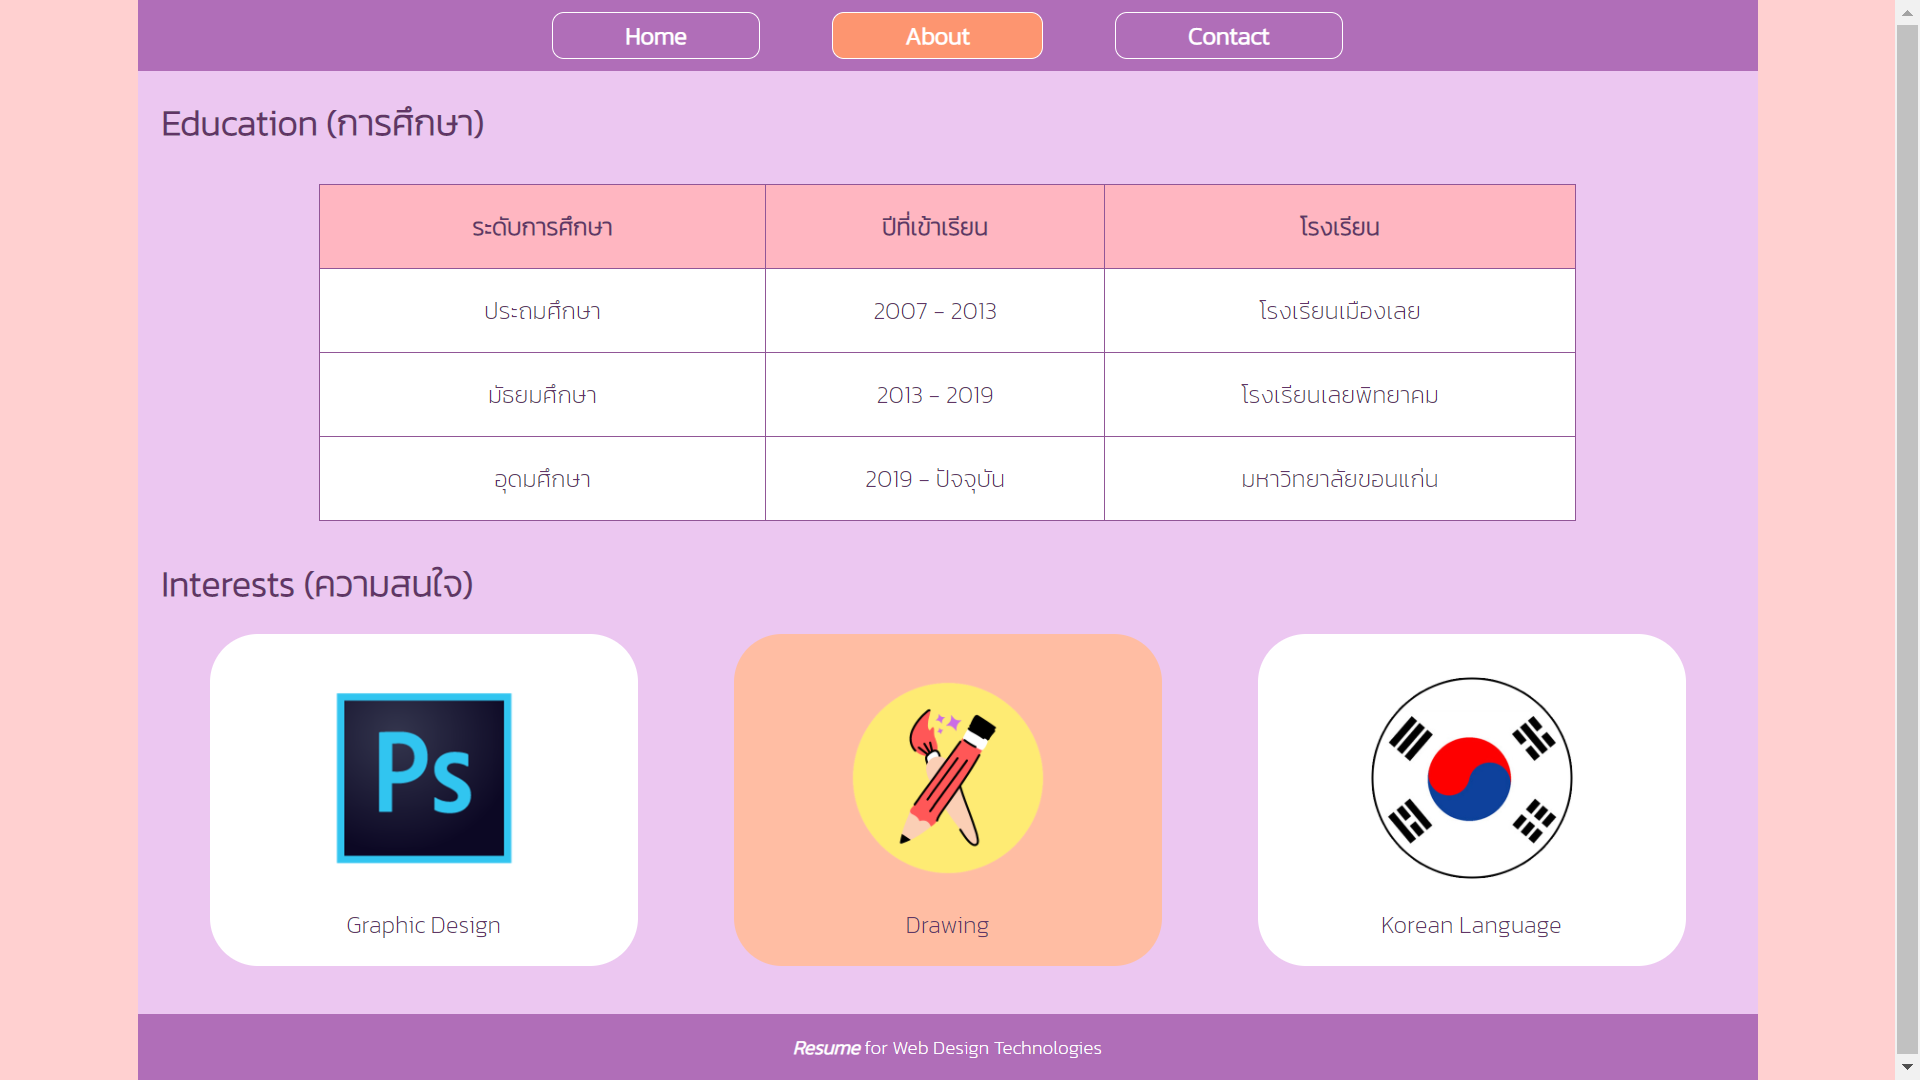 Home About Contact
Education (การศึกษา)
ระดับการศึกษา ปีที่เข้าเรียน โรงเรียน
ประถมศึกษา 2007 - 2013 โรงเรียนเมืองเลย
มัธยมศึกษา 2013 - 2019 โรงเรียนเลยพิทยาคม
อุดมศึกษา 2019 - ปัจจุบัน มหาวิทยาลัยขอนแก่น
Interests (ความสนใจ)
Ps
Graphic Design Drawing Korean Language
Resume for Web Design Technologies